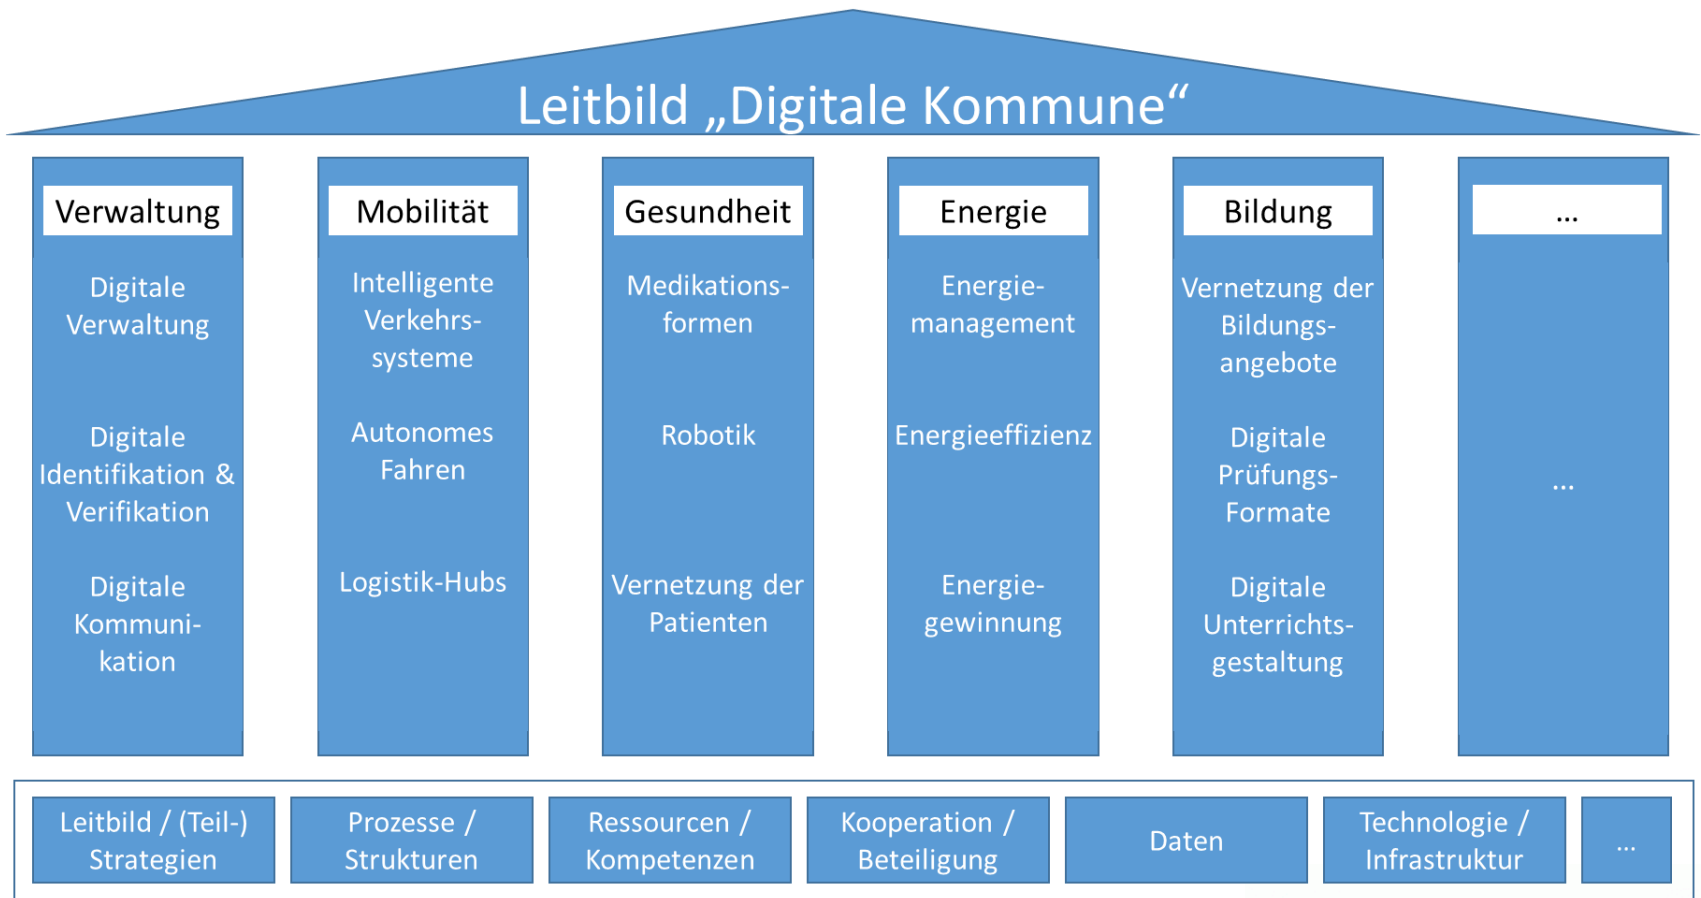 Leitbild „Digitale Kommune“
Verwaltung
Digitale
Verwaltung
Digitale
Identifikation &
Verifikation
Digitale
Kommuni-
kation
Mobilität
Intelligente
Verkehrs-
systeme
Autonomes
Fahren
Logistik-Hubs
Gesundheit
Medikations-
formen
Robotik
Vernetzung der
Patienten
Energie
Energie-
management
Energieeffizienz
Energie-
gewinnung
Bildung
Vernetzung der
Bildungs-
angebote
Digitale
Prüfungs-
Formate
Digitale
Unterrichts-
gestaltung
...
...
Leitbild / (Teil-)
Strategien
Prozesse /
Strukturen
Ressourcen /
Kompetenzen
Kooperation /
Beteiligung
Daten
Technologie /
Infrastruktur
...